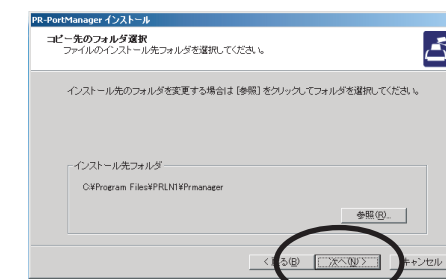 PR-PortManager インストール
コピー先のフォルダ選択
ファイルのインストール先フォルダを選択してください。
インストール先のフォルダを変更する場合は [参照] をクリックしてフォルダを選択してください。
インストール先フォルダ
C:¥Program Files¥PRLN1¥Prmanager
参照(R)...
< 戻る(B) 次へ(N) > キャンセル